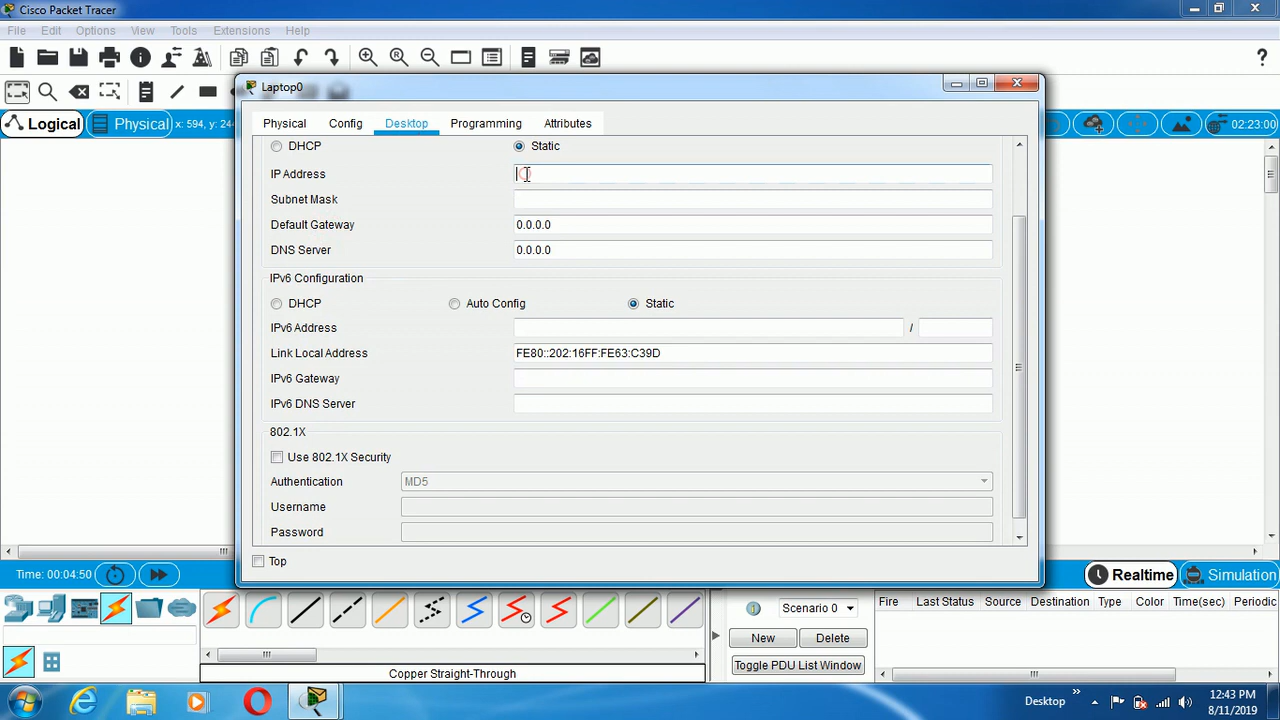 Cisco Packet Tracer
File Edit View Tools Extensions Help
Logical Physical x: 594, y: 244 02:23:00
Laptop0
Physical Config Desktop Programming Attributes
DHCP Static
IP Address
Subnet Mask
Default Gateway 0.0.0.0
DNS Server 0.0.0.0
IPv6 Configuration
DHCP Auto Config Static
IPv6 Address /
Link Local Address FE80::202:16FF:FE63:C39D
IPv6 Gateway
IPv6 DNS Server
802.1X
Use 802.1X Security
Authentication MD5
Username
Password
Top
Time: 00:04:50 Realtime Simulation
Scenario 0 Fire Last Status Source Destination Type Color Time(sec) Periodic
New Delete
Toggle PDU List Window
Copper Straight-Through
Desktop » 12:43 PM
8/11/2019